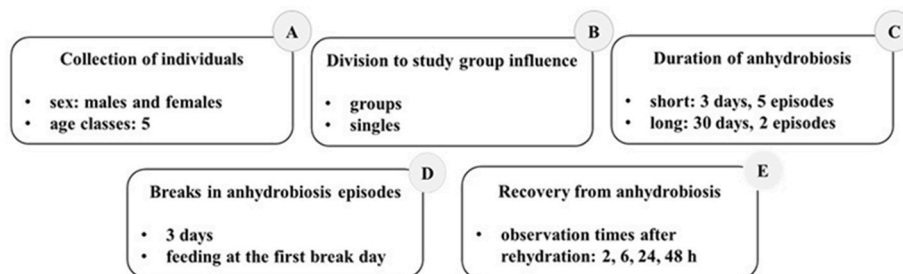 A
Collection of individuals
• sex: males and females
• age classes: 5
B
Division to study group influence
• groups
• singles
C
Duration of anhydrobiosis
• short: 3 days, 5 episodes
• long: 30 days, 2 episodes
D
Breaks in anhydrobiosis episodes
• 3 days
• feeding at the first break day
E
Recovery from anhydrobiosis
• observation times after
rehydration: 2, 6, 24, 48 h